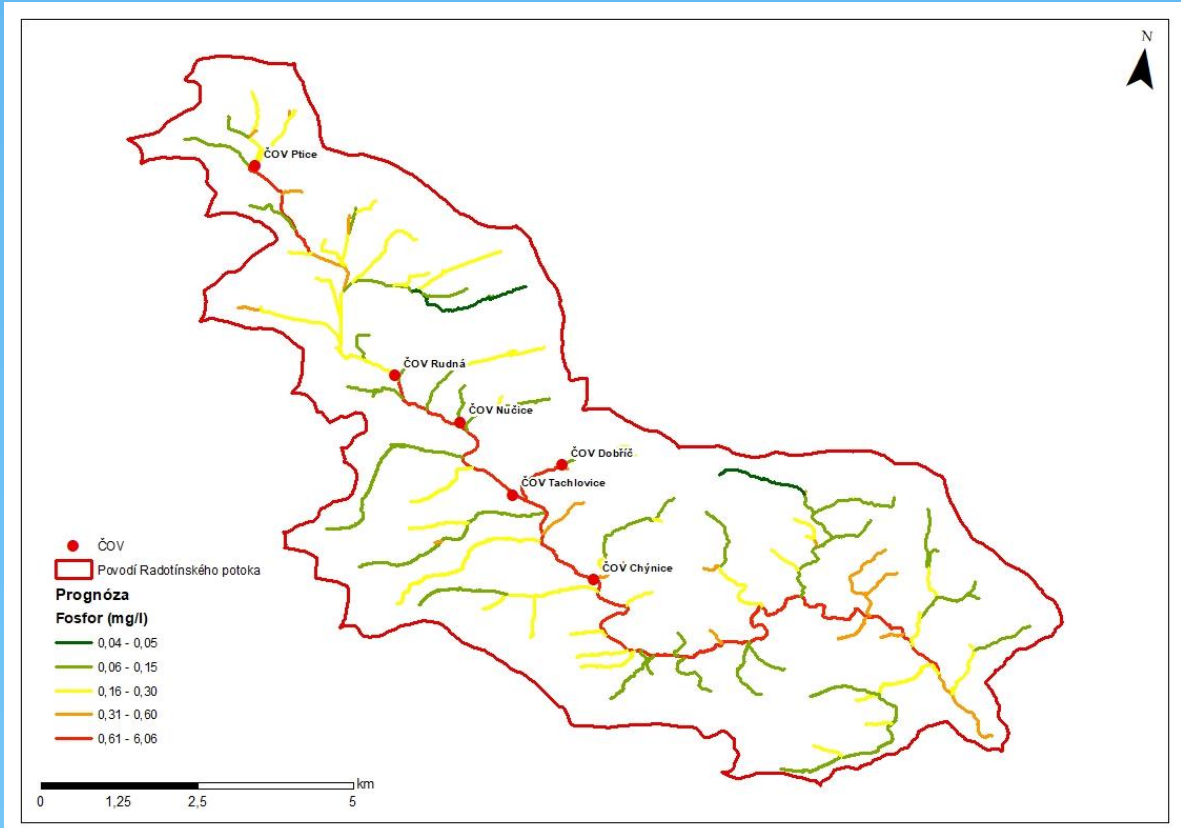 N
ČOV Ptice
ČOV Rudná
ČOV Nučice
ČOV Dobříč
ČOV Tachlovice
ČOV Chýnice
ČOV
Povodí Radotínského potoka
Prognóza
Fosfor (mg/l)
0,04 - 0,05
0,06 - 0,15
0,16 - 0,30
0,31 - 0,60
0,61 - 6,06
km
0 1,25 2,5 5